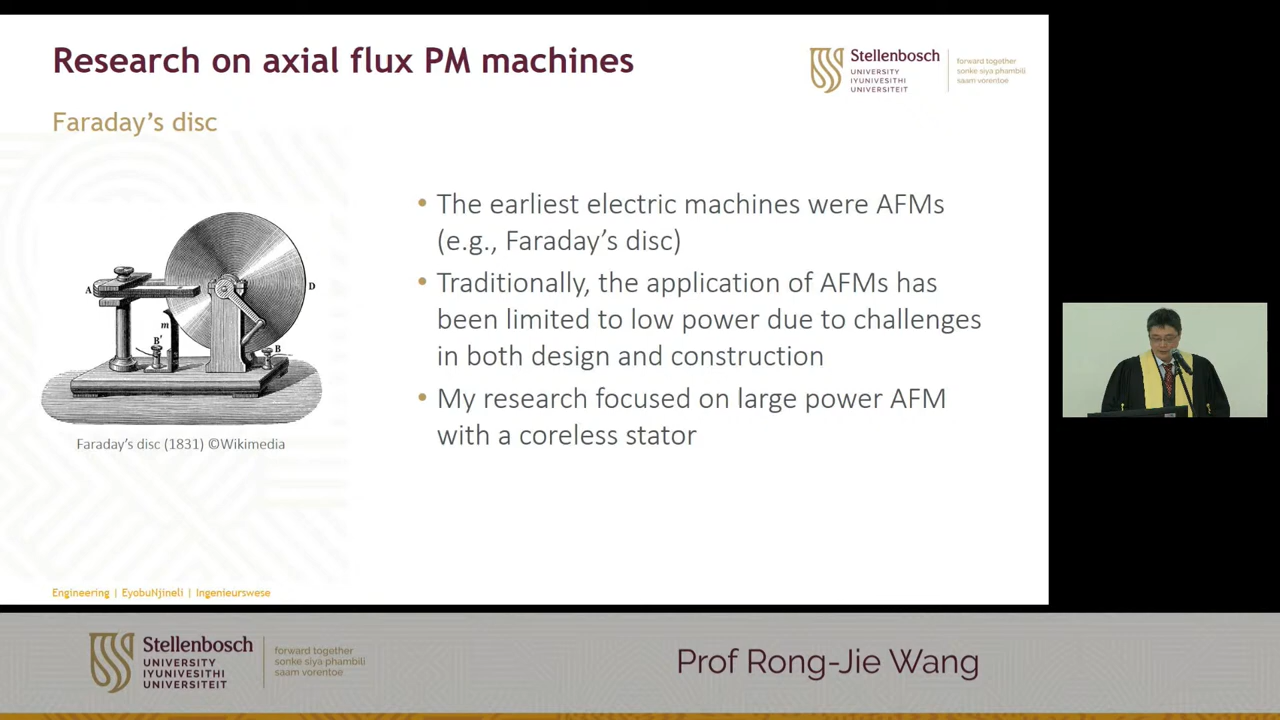 Research on axial flux PM machines
Stellenbosch
UNIVERSITY
IYUNIVESITHI
UNIVERSITEIT
forward together
sonke siya phambili
saam vorentoe
Faraday’s disc
• The earliest electric machines were AFMs
(e.g., Faraday’s disc)
• Traditionally, the application of AFMs has
been limited to low power due to challenges
in both design and construction
• My research focused on large power AFM
with a coreless stator
A
D
m
B'
B
Faraday’s disc (1831) ©Wikimedia
Engineering | EyobuNjineli | Ingenieurswese
Stellenbosch
UNIVERSITY
IYUNIVESITHI
UNIVERSITEIT
forward together
sonke siya phambili
saam vorentoe
Prof Rong-Jie Wang